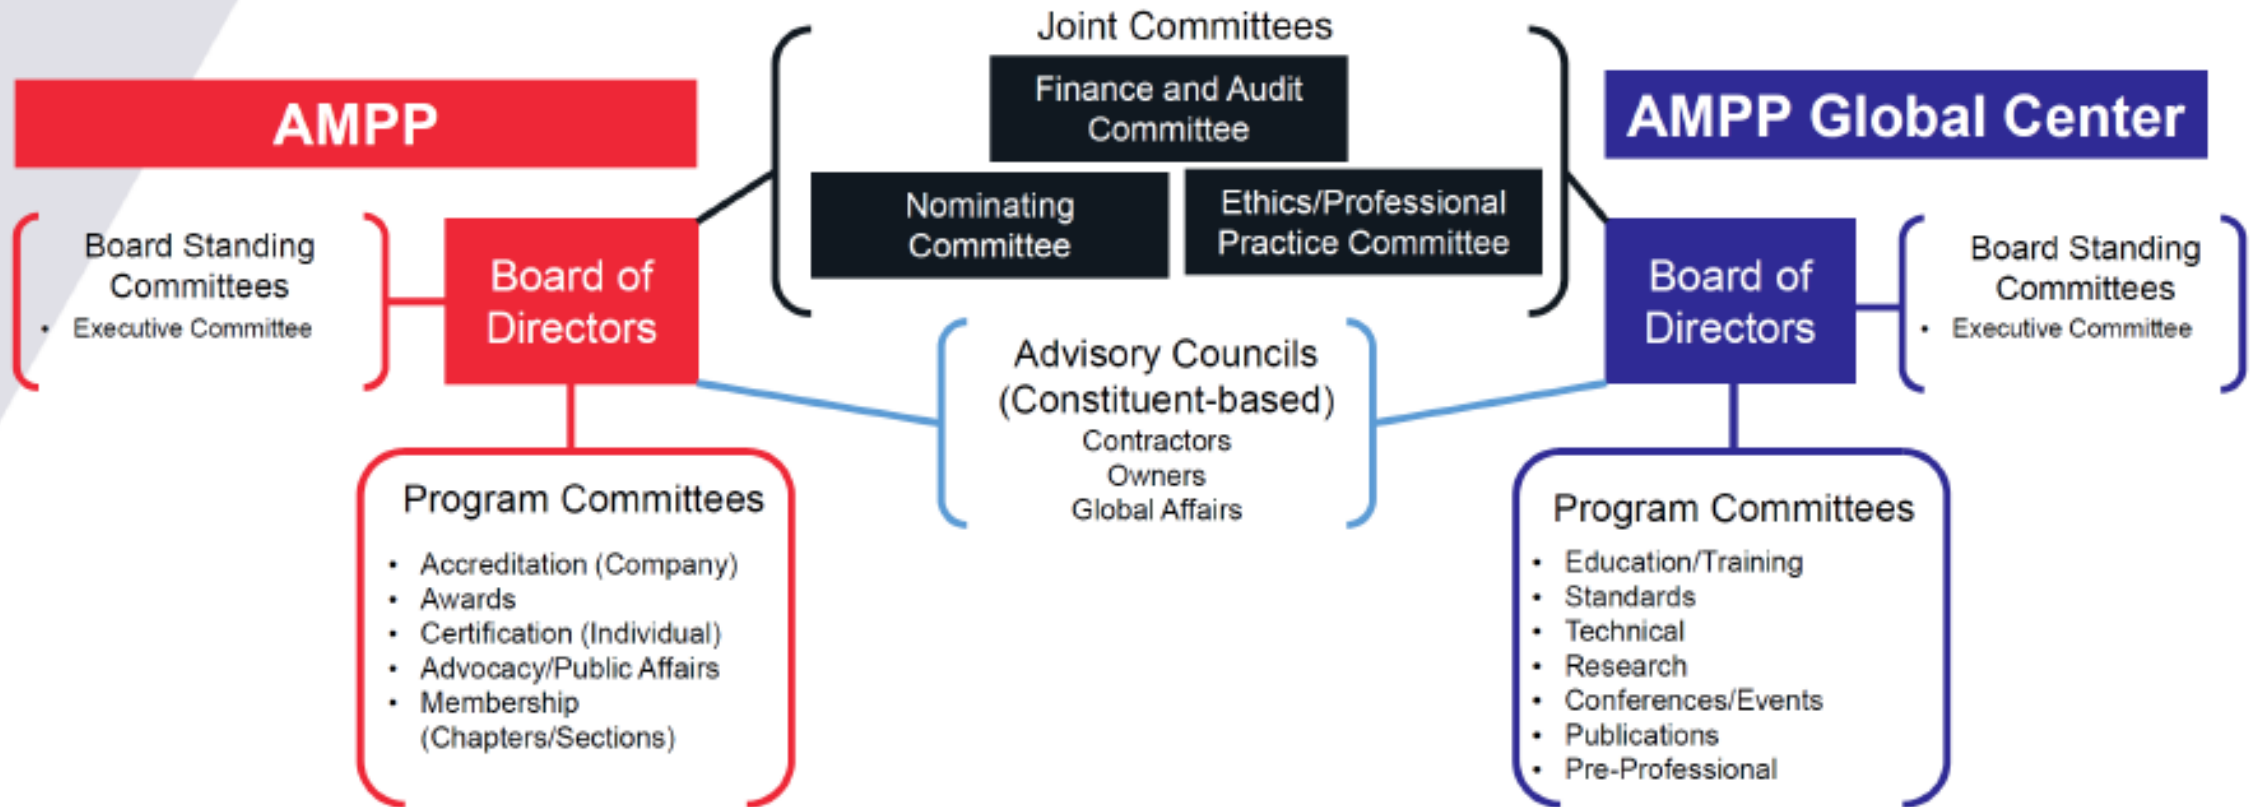 Joint Committees
AMPP
Finance and Audit
Committee
AMPP Global Center
Nominating
Committee
Ethics/Professional
Practice Committee
Board Standing
Committees
• Executive Committee
Board of
Directors
Board of
Directors
Board Standing
Committees
• Executive Committee
Advisory Councils
(Constituent-based)
Contractors
Owners
Global Affairs
Program Committees
• Accreditation (Company)
• Awards
• Certification (Individual)
• Advocacy/Public Affairs
• Membership
(Chapters/Sections)
Program Committees
• Education/Training
• Standards
• Technical
• Research
• Conferences/Events
• Publications
• Pre-Professional